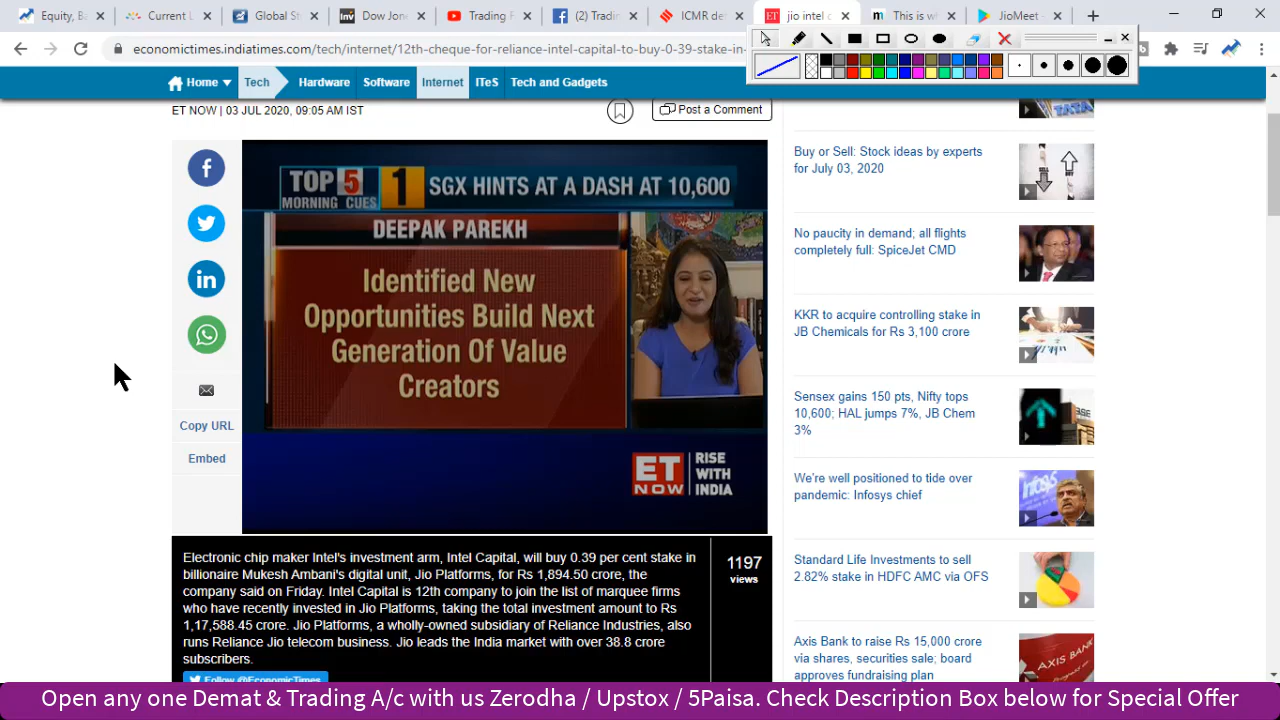 Equity, Ba
Current L
Global St
Dow Jon
TradingV
(2) Tradin
ICMR de
jio intel c
This is w
JioMeet -
economictimes.indiatimes.com/tech/internet/12th-cheque-for-reliance-intel-capital-to-buy-0-39-stake-in-
Home
Tech
Hardware
Software
Internet
ITeS
Tech and Gadgets
ET NOW | 03 JUL 2020, 09:05 AM IST
Post a Comment
TOP 5
MORNING CUES
1
SGX HINTS AT A DASH AT 10,600
DEEPAK PAREKH
Identified New
Opportunities Build Next
Generation Of Value
Creators
ET
NOW
RISE
WITH
INDIA
Copy URL
Embed
Electronic chip maker Intel's investment arm, Intel Capital, will buy 0.39 per cent stake in
billionaire Mukesh Ambani's digital unit, Jio Platforms, for Rs 1,894.50 crore, the
company said on Friday. Intel Capital is 12th company to join the list of marquee firms
who have recently invested in Jio Platforms, taking the total investment amount to Rs
1,17,588.45 crore. Jio Platforms, a wholly-owned subsidiary of Reliance Industries, also
runs Reliance Jio telecom business. Jio leads the India market with over 38.8 crore
subscribers.
1197
views
Follow @EconomicTimes
TATA
Buy or Sell: Stock ideas by experts
for July 03, 2020
SELL
BUY
No paucity in demand; all flights
completely full: SpiceJet CMD
KKR to acquire controlling stake in
JB Chemicals for Rs 3,100 crore
Sensex gains 150 pts, Nifty tops
10,600; HAL jumps 7%, JB Chem
3%
BSE
We're well positioned to tide over
pandemic: Infosys chief
Infosys
Standard Life Investments to sell
2.82% stake in HDFC AMC via OFS
Axis Bank to raise Rs 15,000 crore
via shares, securities sale; board
approves fundraising plan
AXIS BANK
Open any one Demat & Trading A/c with us Zerodha / Upstox / 5Paisa. Check Description Box below for Special Offer